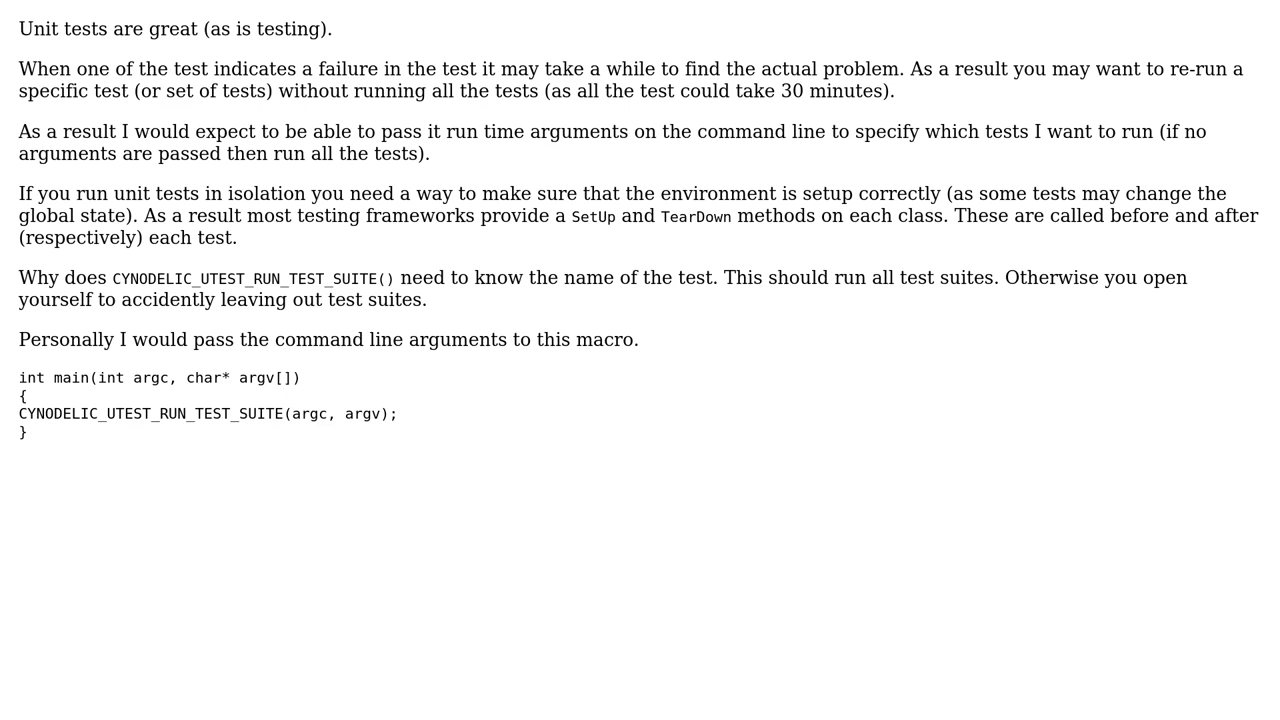 Unit tests are great (as is testing).
When one of the test indicates a failure in the test it may take a while to find the actual problem. As a result you may want to re-run a
specific test (or set of tests) without running all the tests (as all the test could take 30 minutes).
As a result I would expect to be able to pass it run time arguments on the command line to specify which tests I want to run (if no
arguments are passed then run all the tests).
If you run unit tests in isolation you need a way to make sure that the environment is setup correctly (as some tests may change the
global state). As a result most testing frameworks provide a SetUp and TearDown methods on each class. These are called before and after
(respectively) each test.
Why does CYNODELIC_UTEST_RUN_TEST_SUITE() need to know the name of the test. This should run all test suites. Otherwise you open
yourself to accidently leaving out test suites.
Personally I would pass the command line arguments to this macro.
int main(int argc, char* argv[])
{
CYNODELIC_UTEST_RUN_TEST_SUITE(argc, argv);
}